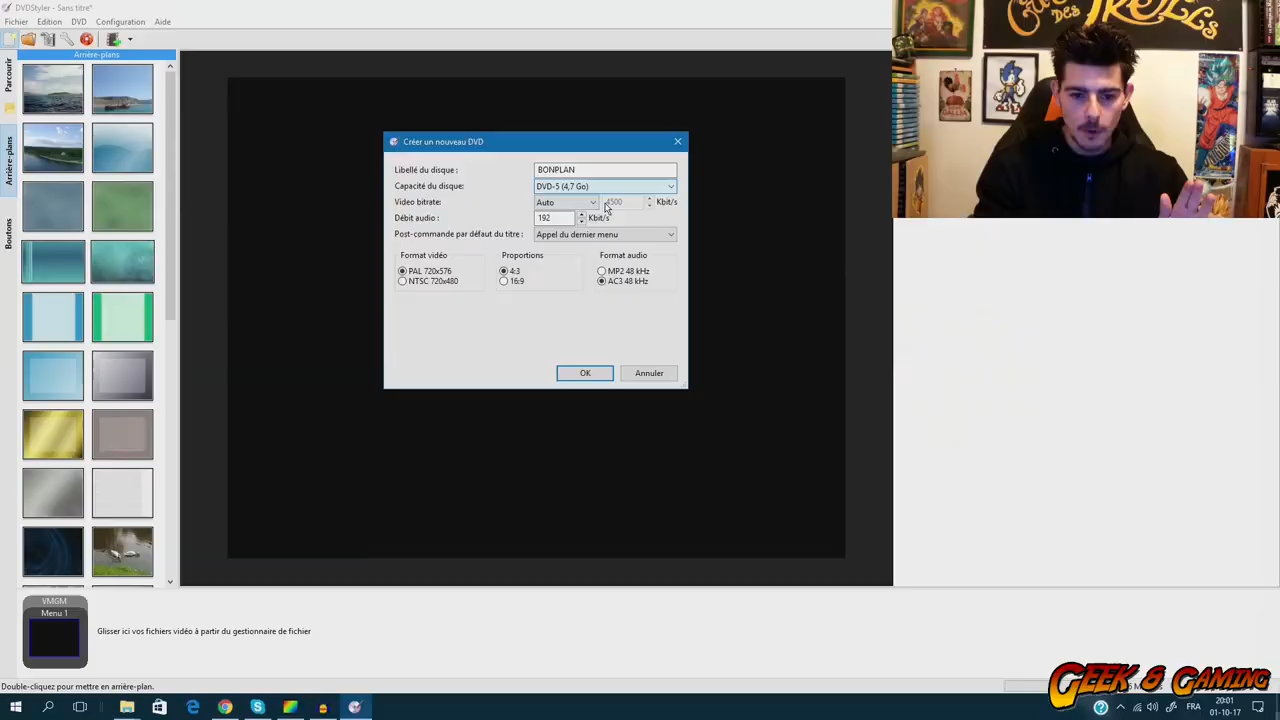 DVDStyler - Sans titre*
Fichier Edition DVD Configuration Aide
Arrière-plans
Parcourir
Arrière-plans
Boutons
Créer un nouveau DVD
Libellé du disque : BONPLAN
Capacité du disque: DVD-5 (4,7 Go)
Video bitrate: Auto 4500 Kbit/s
Débit audio : 192 Kbit/s
Post-commande par défaut du titre : Appel du dernier menu
Format vidéo Proportions Format audio
PAL 720x576 4:3 MP2 48 kHz
NTSC 720x480 16:9 AC3 48 kHz
OK Annuler
DES TROLLS
VMGM
Menu 1
Glisser ici vos fichiers vidéo à partir du gestionnaire de fichier
Double-cliquez pour mettre en arrière-plan.
GEEK & GAMING
FRA
20:01
01-10-17